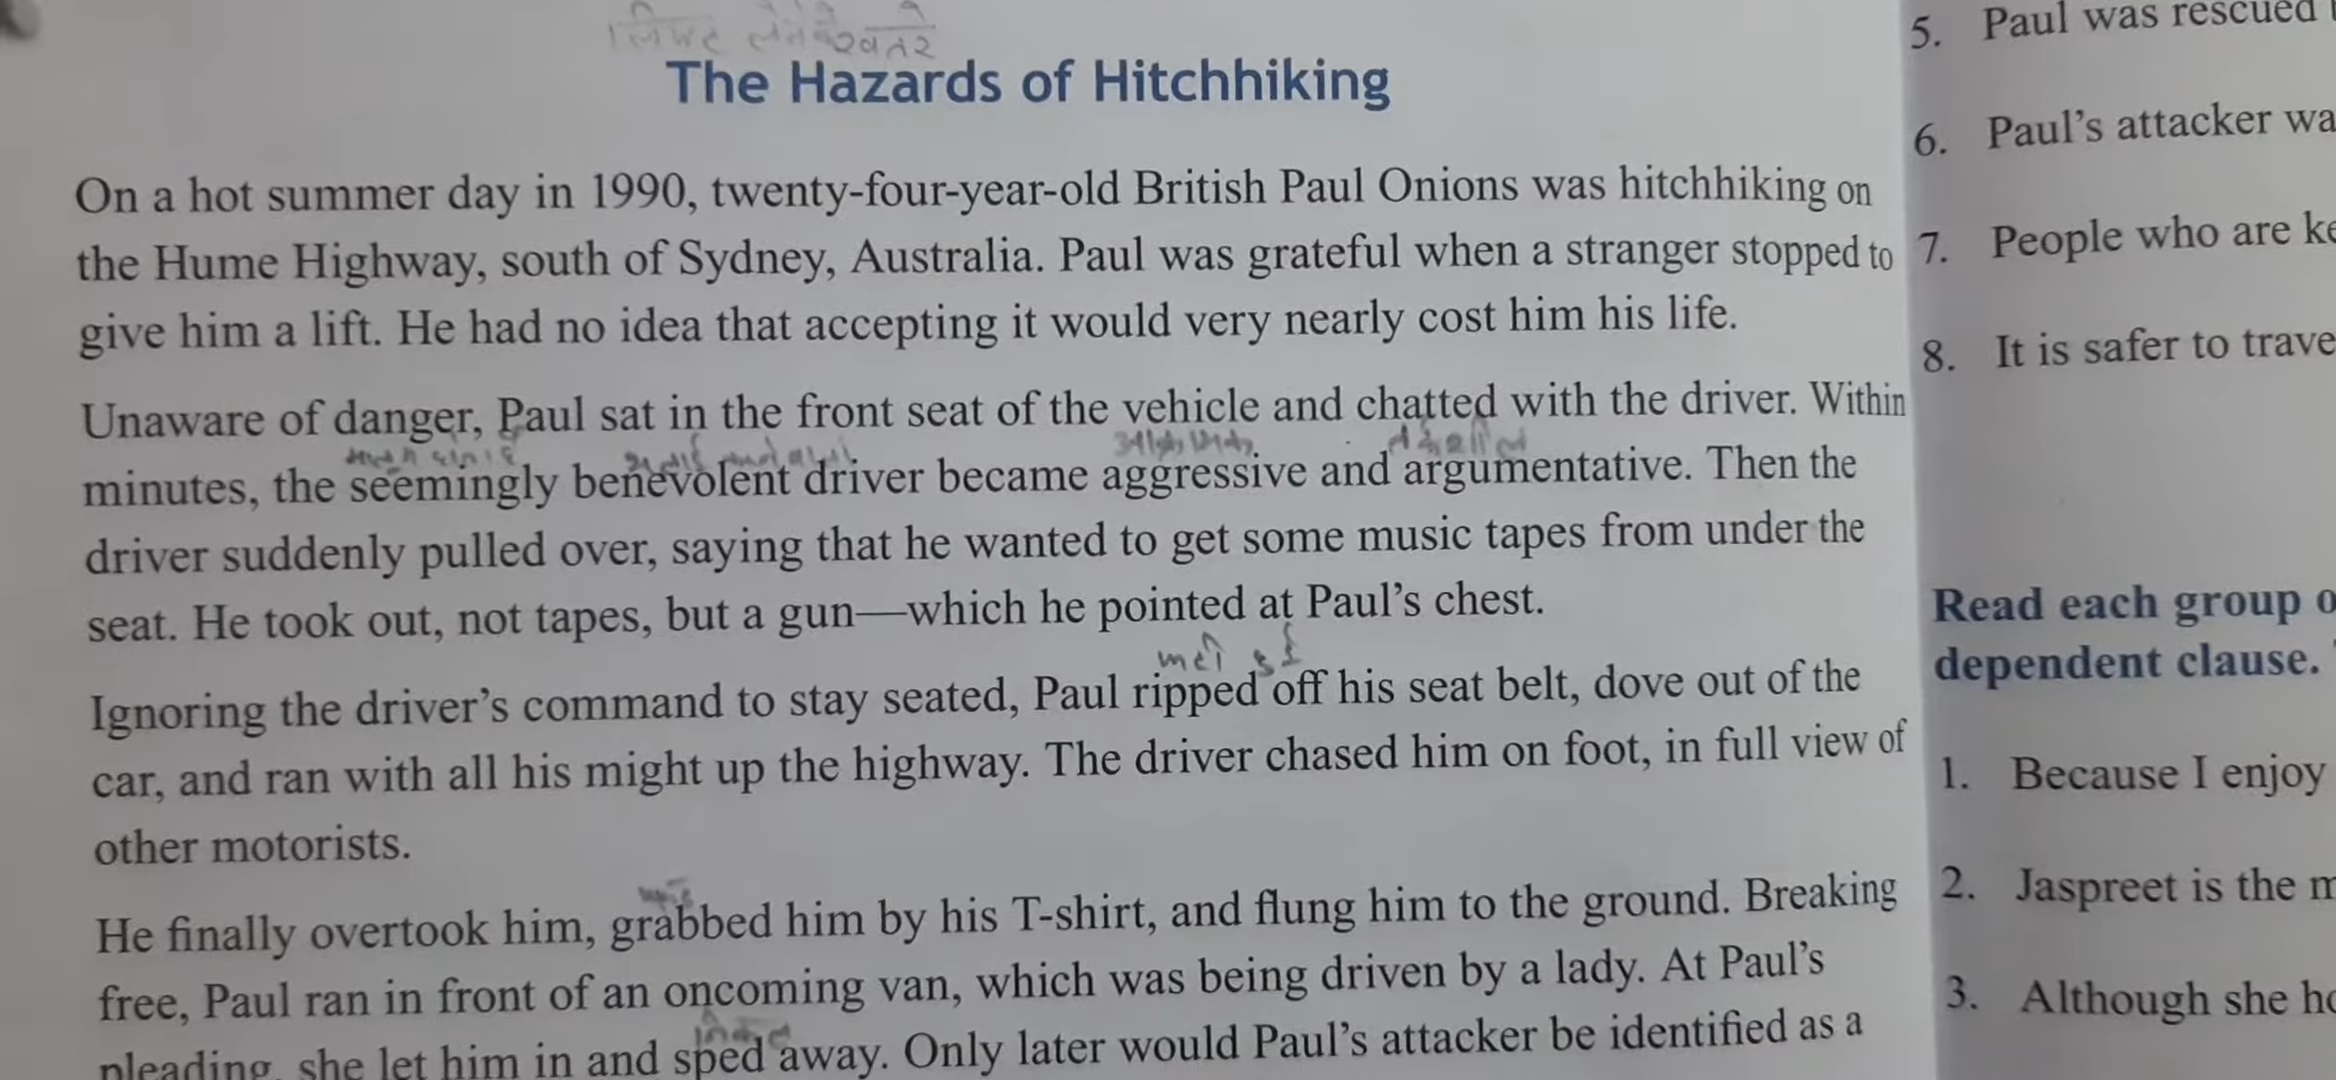 The Hazards of Hitchhiking
On a hot summer day in 1990, twenty-four-year-old British Paul Onions was hitchhiking on
the Hume Highway, south of Sydney, Australia. Paul was grateful when a stranger stopped to
give him a lift. He had no idea that accepting it would very nearly cost him his life.
Unaware of danger, Paul sat in the front seat of the vehicle and chatted with the driver. Within
minutes, the seemingly benevolent driver became aggressive and argumentative. Then the
driver suddenly pulled over, saying that he wanted to get some music tapes from under the
seat. He took out, not tapes, but a gun—which he pointed at Paul's chest.
Ignoring the driver's command to stay seated, Paul ripped off his seat belt, dove out of the
car, and ran with all his might up the highway. The driver chased him on foot, in full view of
other motorists.
He finally overtook him, grabbed him by his T-shirt, and flung him to the ground. Breaking
free, Paul ran in front of an oncoming van, which was being driven by a lady. At Paul's
pleading, she let him in and sped away. Only later would Paul's attacker be identified as a
5. Paul was rescued
6. Paul's attacker wa
7. People who are ke
8. It is safer to trave
Read each group o
dependent clause.
1. Because I enjoy
2. Jaspreet is the m
3. Although she ho